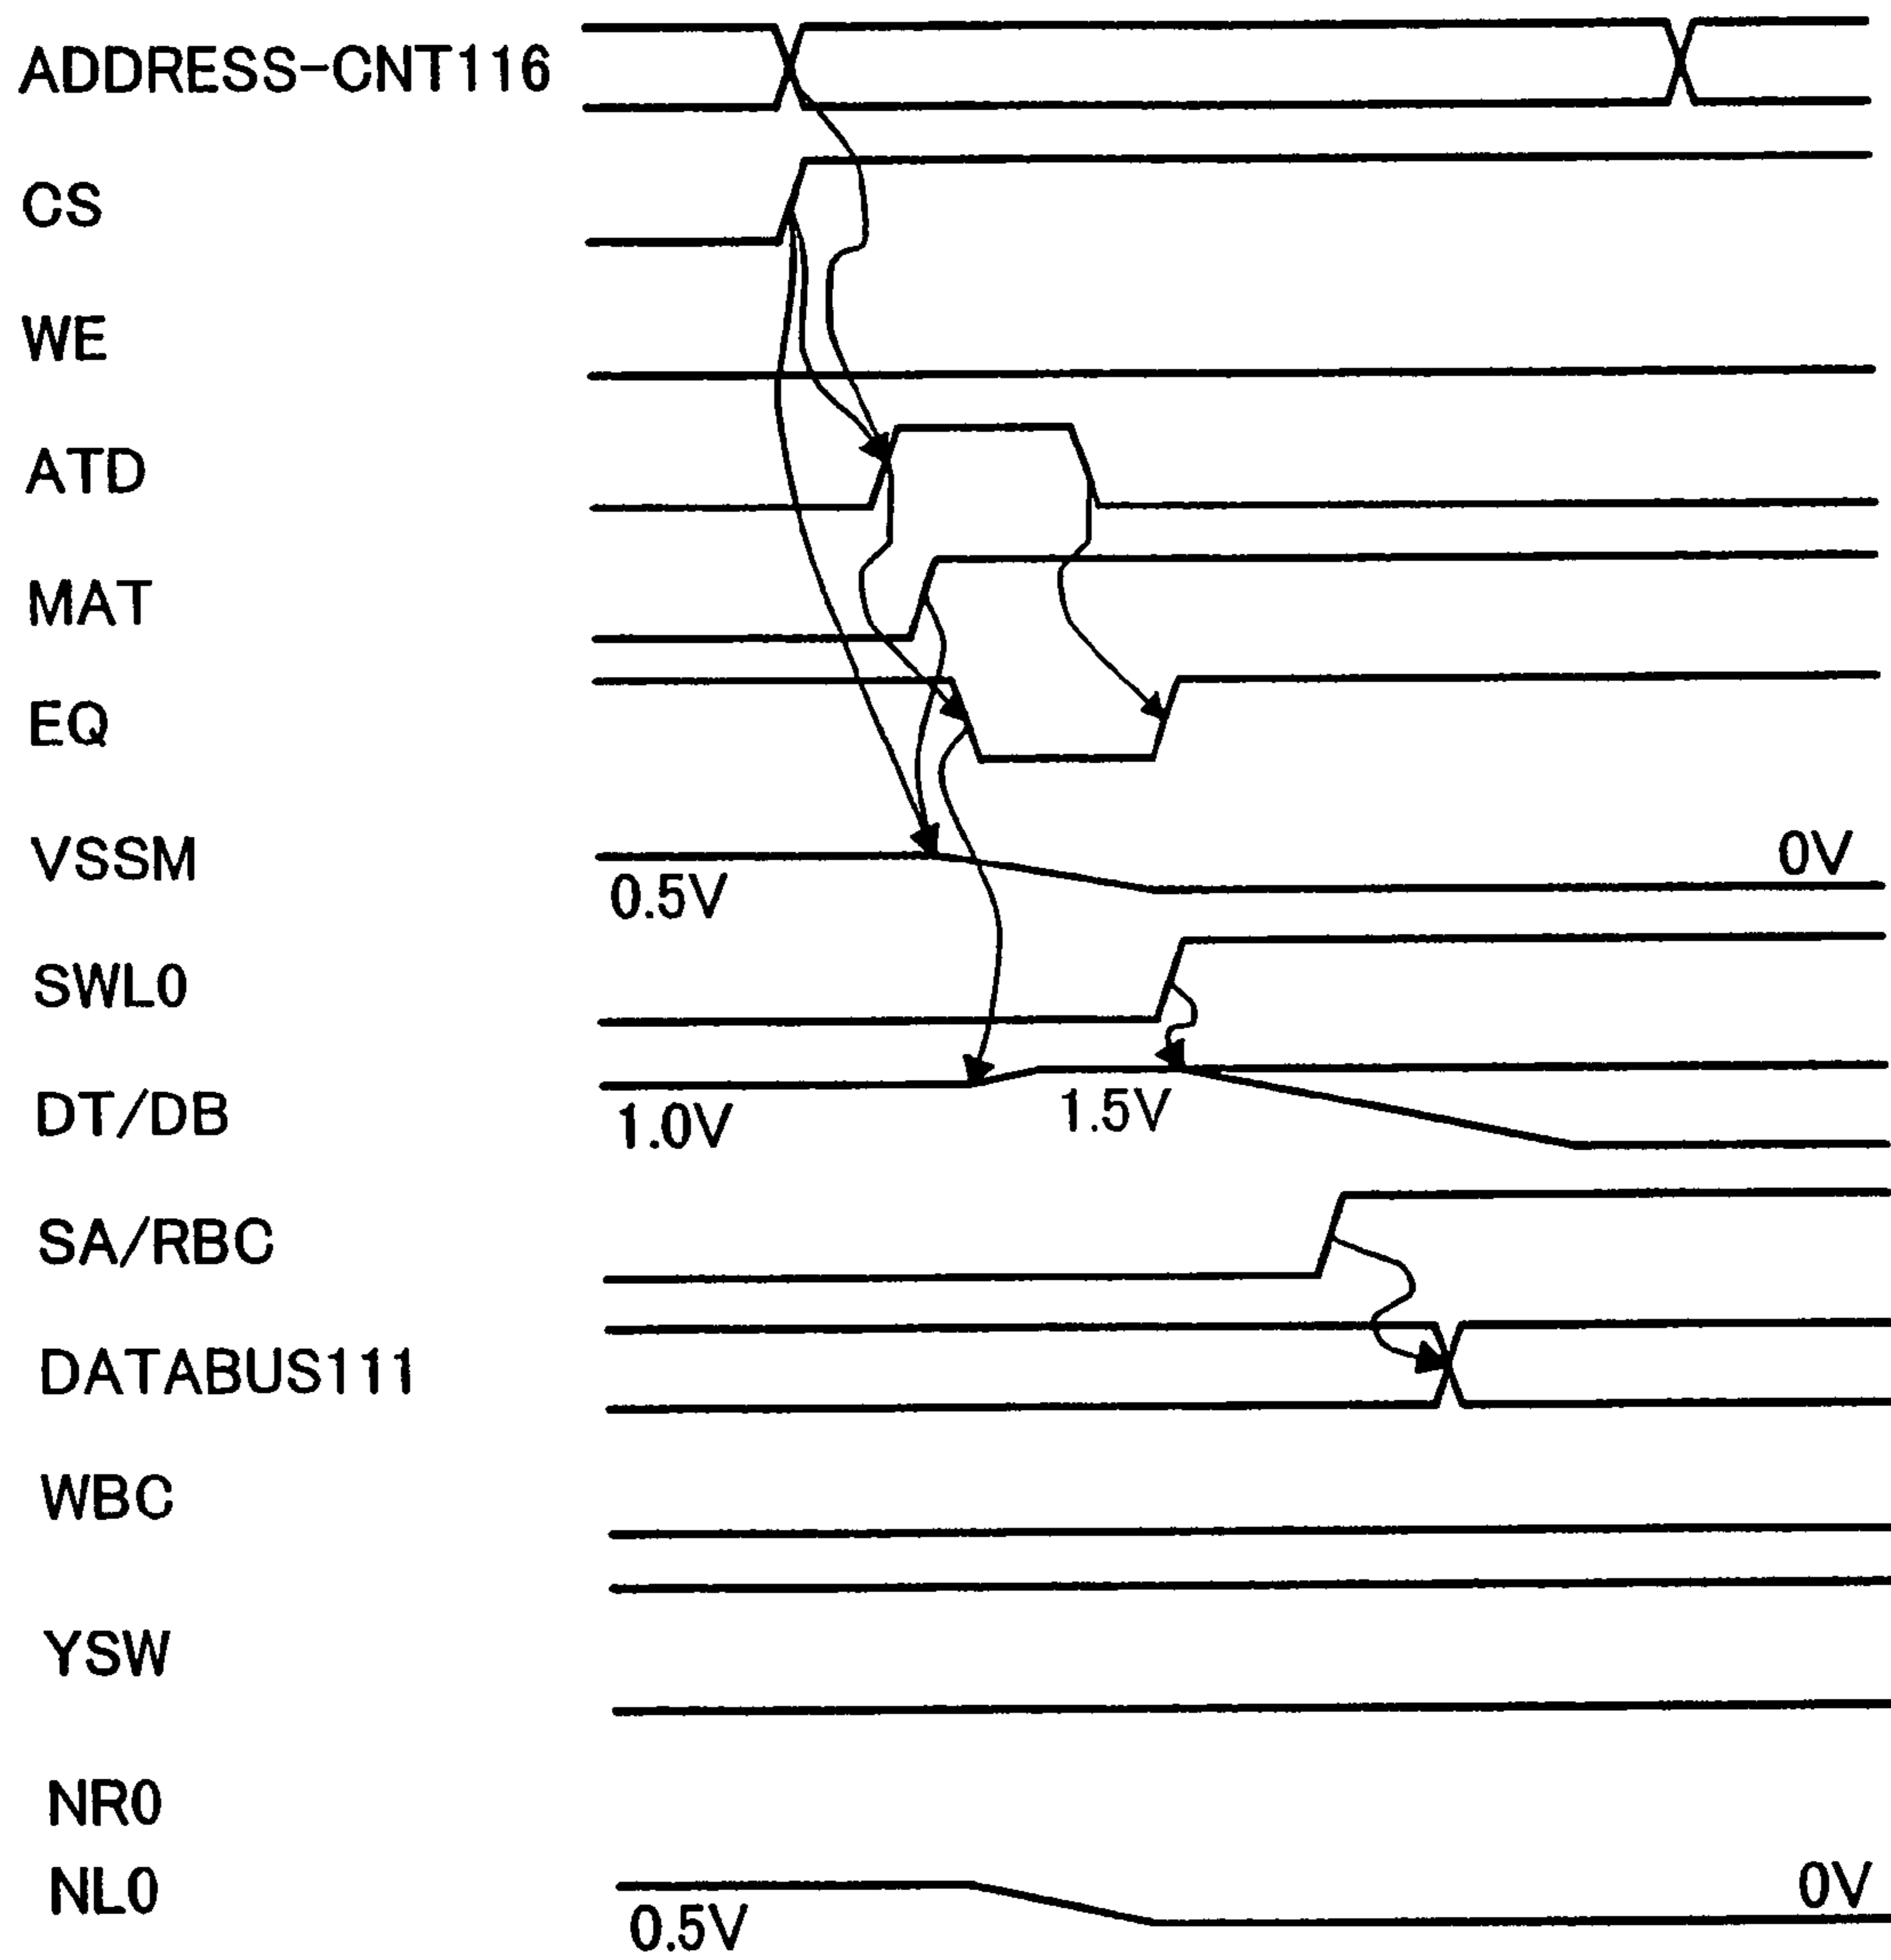 ADDRESS-CNT116
CS
WE
ATD
MAT
EQ
VSSM
0.5V
0V
SWL0
DT/DB
1.0V
1.5V
SA/RBC
DATABUS111
WBC
YSW
NR0
NL0
0.5V
0V